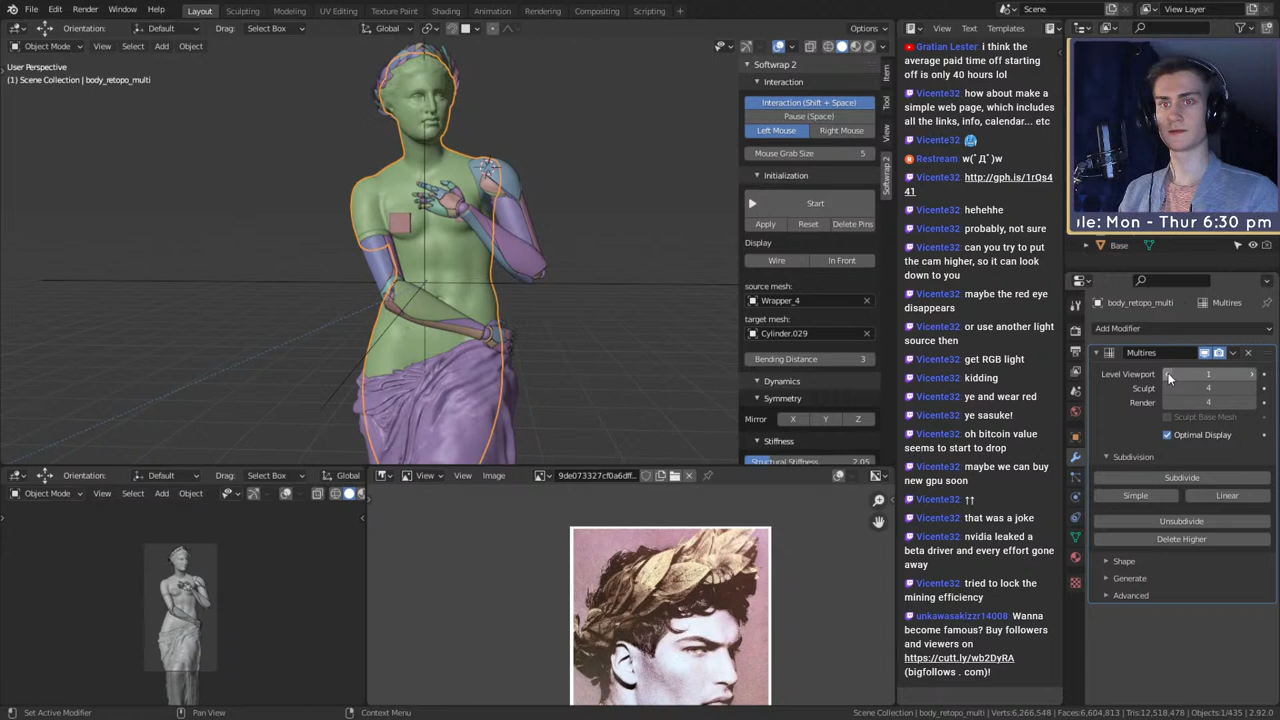 File Edit Render Window Help Layout Sculpting Modeling UV Editing Texture Paint Shading Animation Rendering Compositing Scripting + Scene View Layer
Orientation: Default Drag: Select Box Global Options
Object Mode View Select Add Object
User Perspective
(1) Scene Collection | body_retopo_multi
Softwrap 2
Interaction
Interaction (Shift + Space)
Pause (Space)
Left Mouse Right Mouse
Mouse Grab Size 5
Initialization
Start
Apply Reset Delete Pins
Display
Wire In Front
source mesh:
Wrapper_4
target mesh:
Cylinder.029
Bending Distance 3
Dynamics
Symmetry
Mirror X Y Z
Stiffness
Structural Stiffness 2.05
Item
Tool
View
Softwrap 2
View Text Templates
Gratian Lester: i think the
average paid time off starting
off is only 40 hours lol
Vicente32: how about make a
simple web page, which includes
all the links, info, calendar... etc
Vicente32:
Restream: w(ﾟДﾟ)w
Vicente32: http://gph.is/1rQs4
41
Vicente32: hehehhe
Vicente32: probably, not sure
Vicente32: can you try to put
the cam higher, so it can look
down to you
Vicente32: maybe the red eye
disappears
Vicente32: or use another light
source then
Vicente32: get RGB light
Vicente32: kidding
Vicente32: ye and wear red
Vicente32: ye sasuke!
Vicente32: oh bitcoin value
seems to start to drop
Vicente32: maybe we can buy
new gpu soon
Vicente32: ↑↑
Vicente32: that was a joke
Vicente32: nvidia leaked a
beta driver and every effort gone
away
Vicente32: tried to lock the
mining efficiency
unkawasakizzr14008 Wanna
become famous? Buy followers
and viewers on
https://cutt.ly/wb2DyRA
(bigfollows . com)!
ule: Mon - Thur 6:30 pm
Base
body_retopo_multi Multires
Add Modifier
Multires
Level Viewport 1
Sculpt 4
Render 4
Sculpt Base Mesh
Optimal Display
Subdivision
Subdivide
Simple Linear
Unsubdivide
Delete Higher
Shape
Generate
Advanced
Orientation: Default Drag: Select Box Global
Object Mode View Select Add Object
View View Image 9de073327cf0a6dff...
Set Active Modifier Pan View Context Menu
Scene Collection | body_retopo_multi Verts:6,266,548 | Faces:6,604,813 | Tris:12,518,478 | Objects:1/435 | 2.92.0